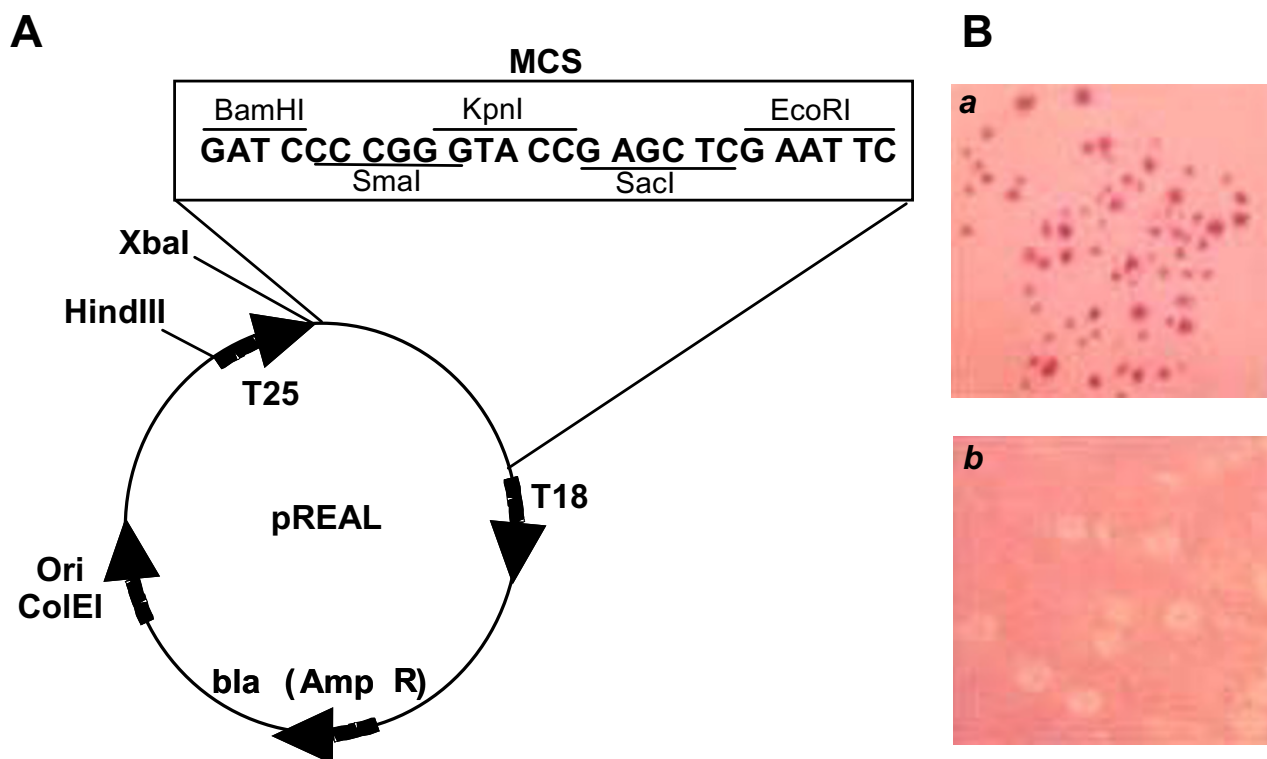 A
B
MCS
BamHI KpnI EcoRI
GAT CCC CGG GTA CCG AGC TCG AAT TC
SmaI SacI
XbaI
HindIII
T25
T18
pREAL
Ori
ColEI
bla (Amp R)
a
b